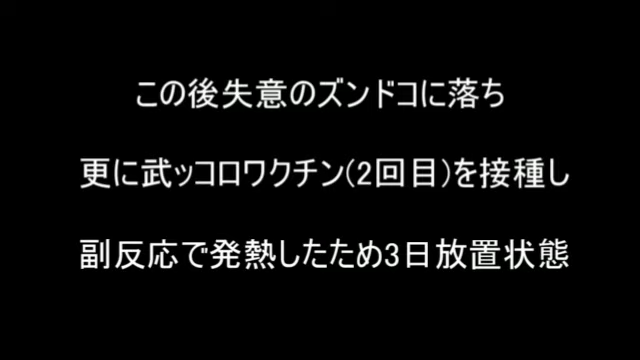 この後失意のズンドコに落ち
更に武ッコロワクチン(2回目)を接種し
副反応で発熱したため3日放置状態